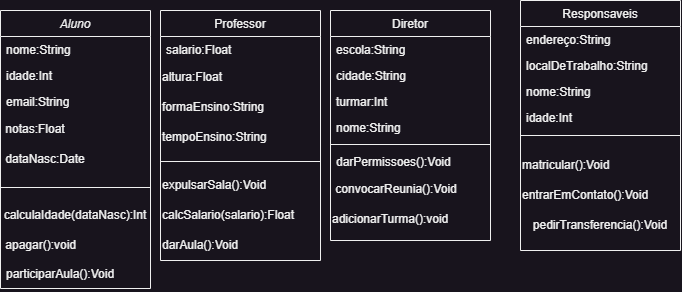 Aluno
nome:String
idade:Int
email:String
notas:Float
dataNasc:Date
calculaIdade(dataNasc):Int
apagar():void
participarAula():Void
Professor
salario:Float
altura:Float
formaEnsino:String
tempoEnsino:String
expulsarSala():Void
calcSalario(salario):Float
darAula():Void
Diretor
escola:String
cidade:String
turmar:Int
nome:String
darPermissoes():Void
convocarReunia():Void
adicionarTurma():void
Responsaveis
endereço:String
localDeTrabalho:String
nome:String
idade:Int
matricular():Void
entrarEmContato():Void
pedirTransferencia():Void